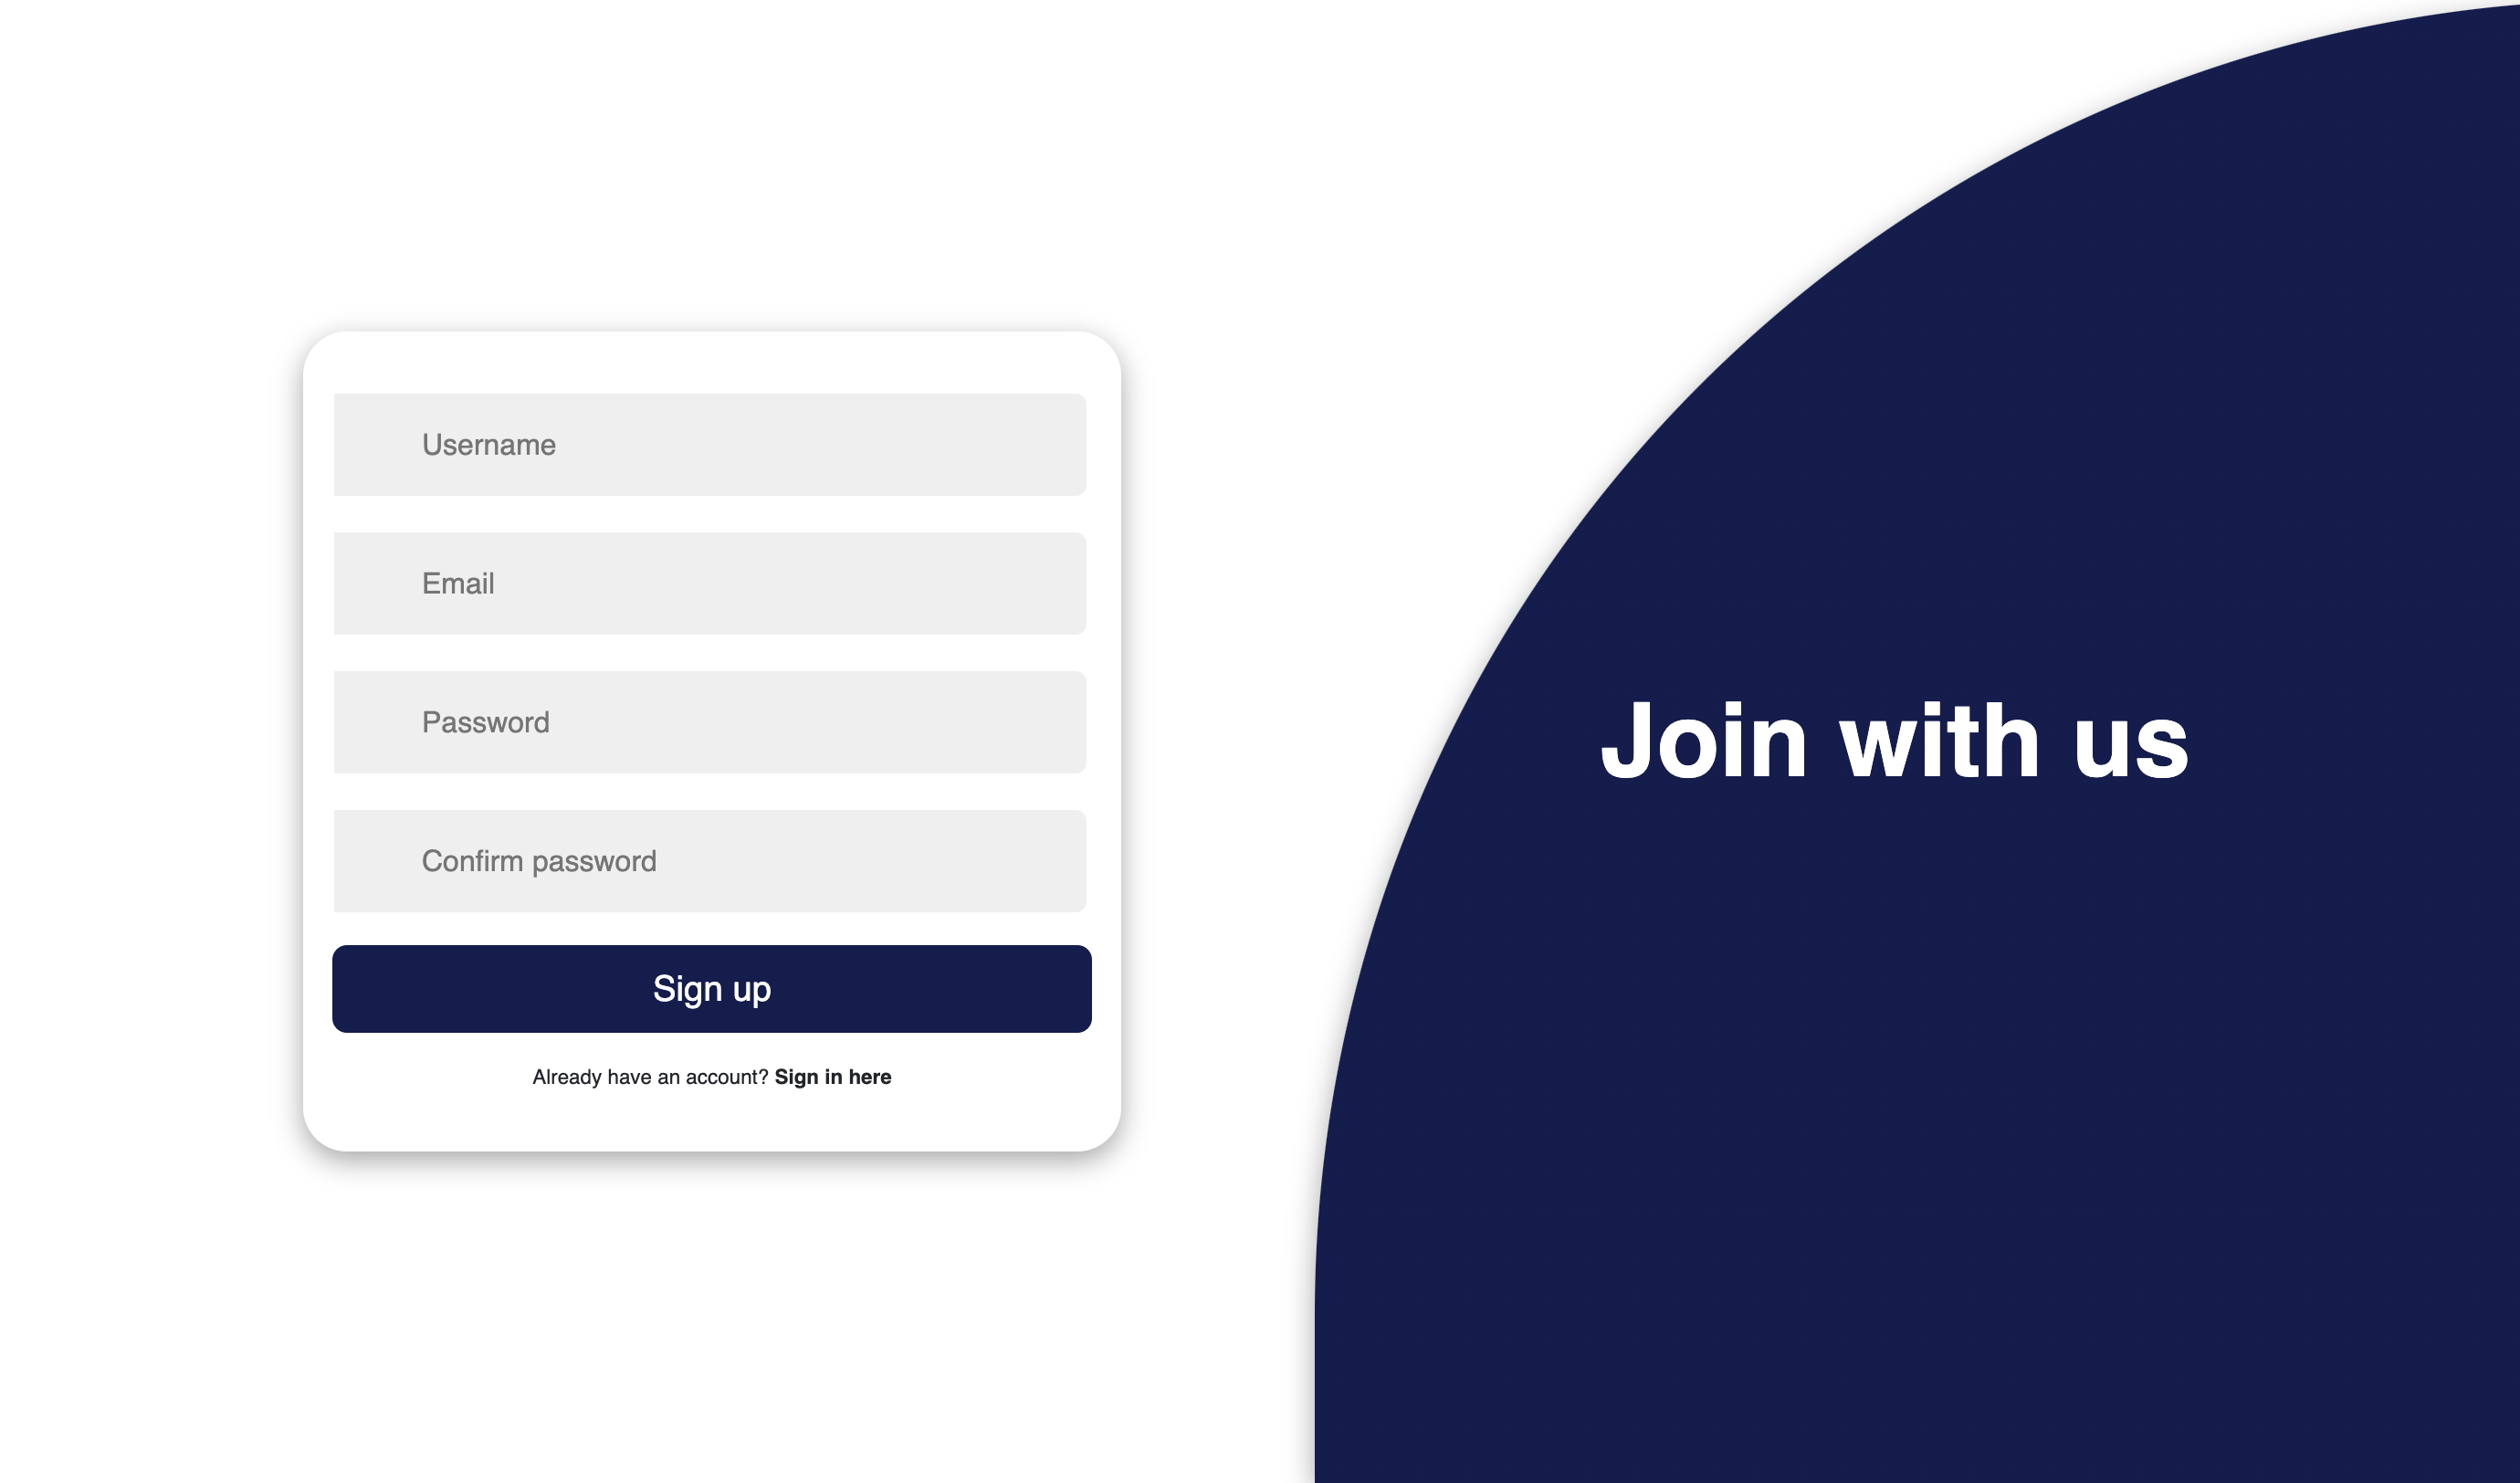 Username
Email
Password
Confirm password
Sign up
Already have an account? Sign in here
Join with us